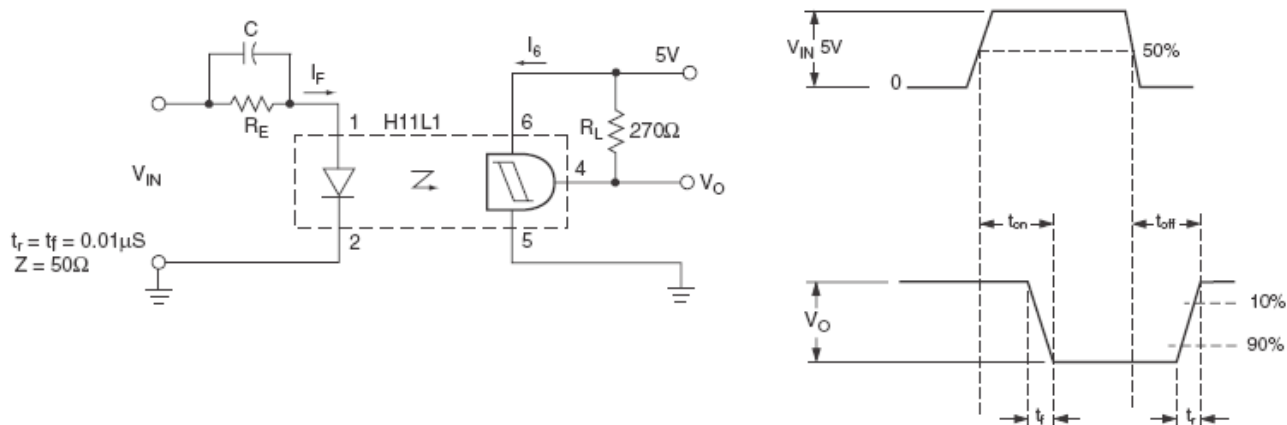 C
I_F
R_E
1
H11L1
V_IN
t_r = t_f = 0.01μS
Z = 50Ω
2
I_6
5V
6
R_L
270Ω
4
V_O
5
V_IN 5V
0
50%
t_on
t_off
V_O
10%
90%
t_f
t_r